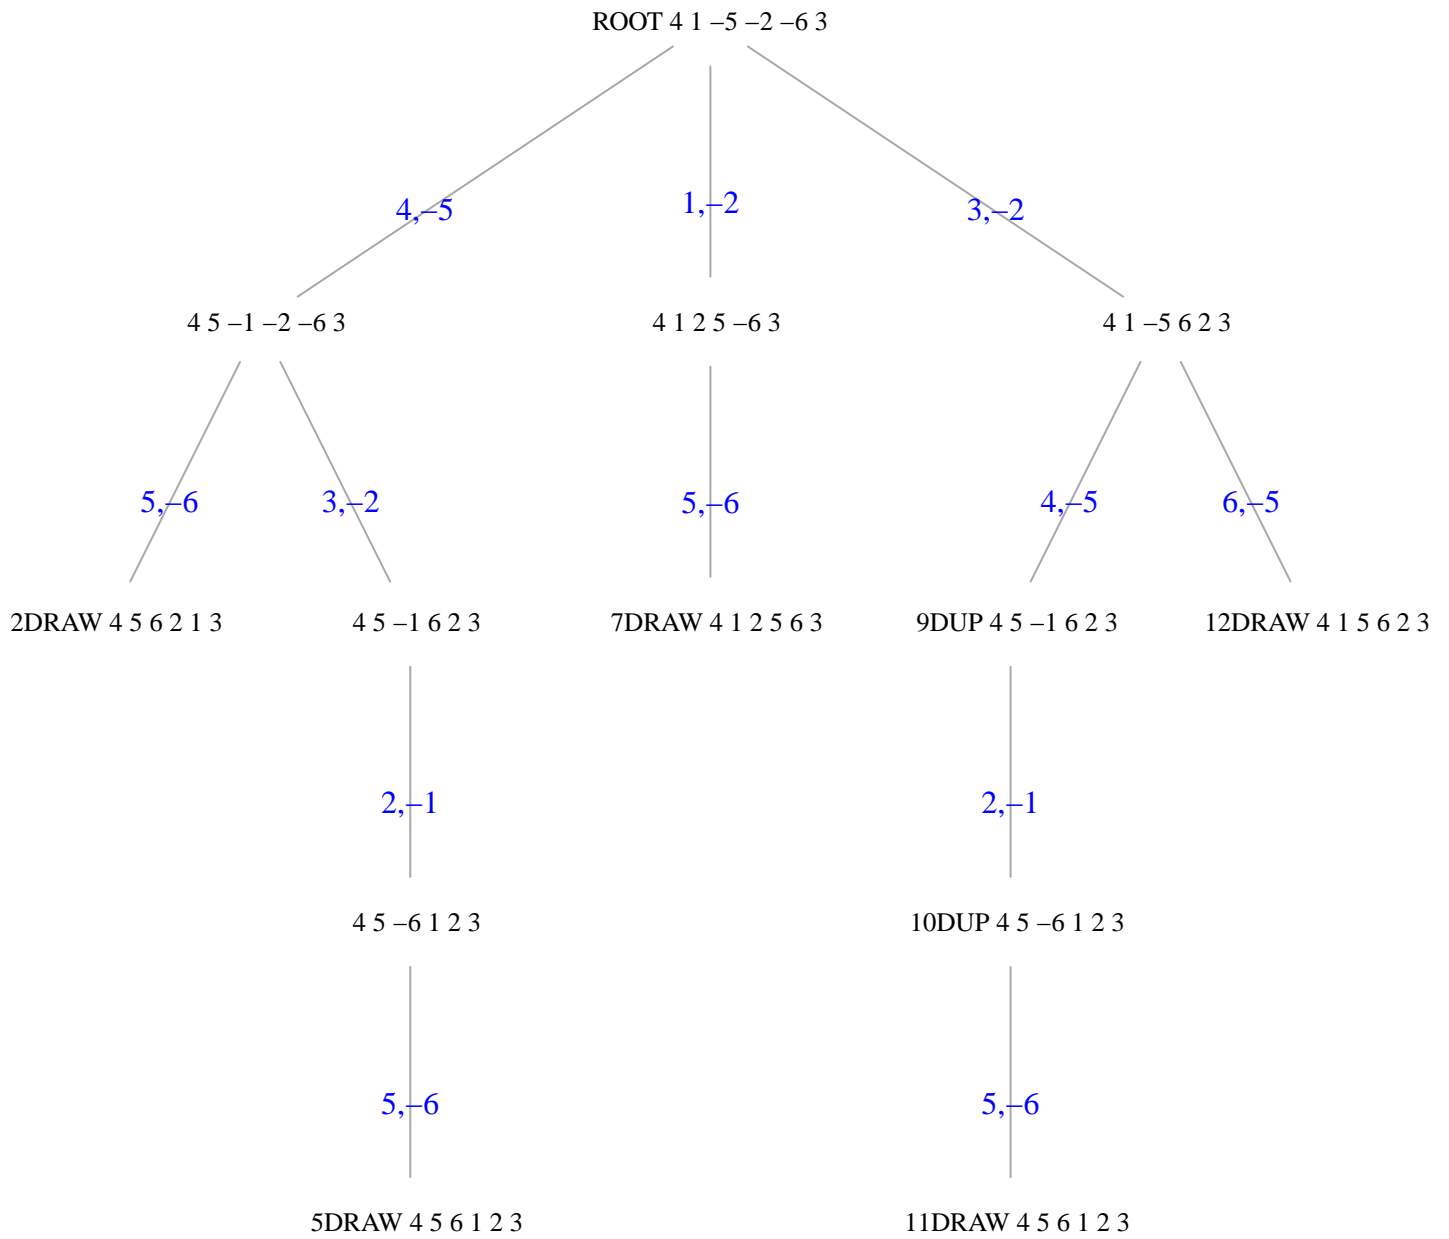 ROOT 4 1 –5 –2 –6 3
4,–5
1,–2
3,–2
4 5 –1 –2 –6 3
4 1 2 5 –6 3
4 1 –5 6 2 3
5,–6
3,–2
5,–6
4,–5
6,–5
2DRAW 4 5 6 2 1 3
4 5 –1 6 2 3
7DRAW 4 1 2 5 6 3
9DUP 4 5 –1 6 2 3
12DRAW 4 1 5 6 2 3
2,–1
2,–1
4 5 –6 1 2 3
10DUP 4 5 –6 1 2 3
5,–6
5,–6
5DRAW 4 5 6 1 2 3
11DRAW 4 5 6 1 2 3